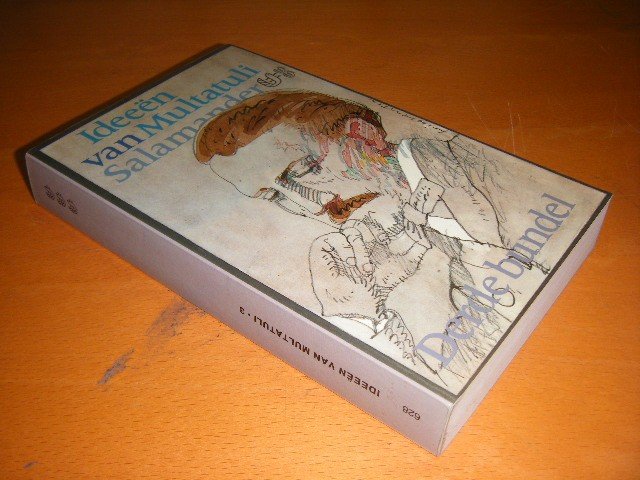 Ideeën
van Multatuli
Salamander
Derde bundel
IDEEËN VAN MULTATULI · 3
628